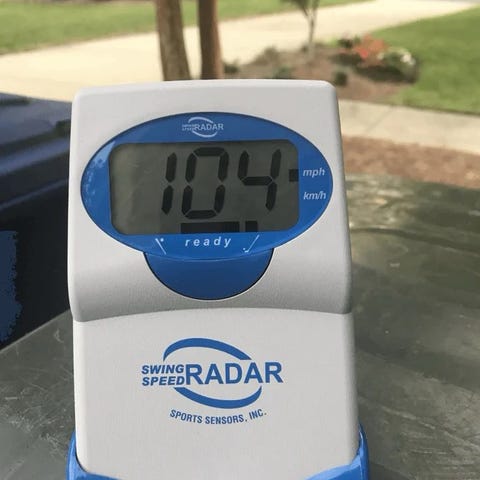 SWING SPEED RADAR
104 mph
km/h
ready
SWING
SPEED RADAR
SPORTS SENSORS, INC.